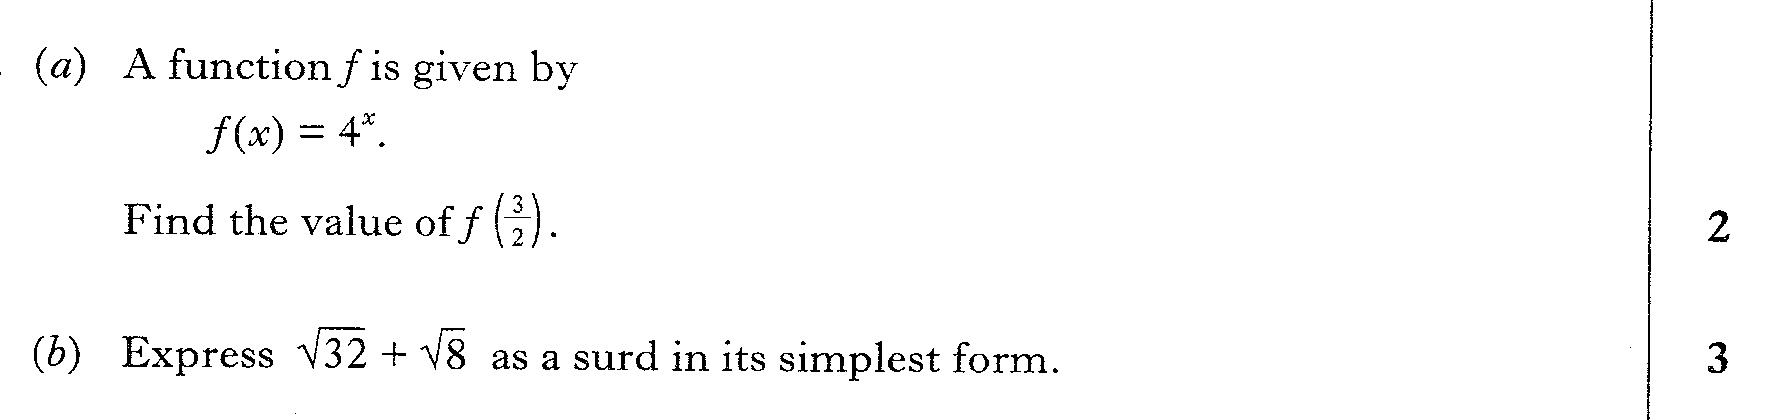 (a) A function f is given by
f(x) = 4ˣ.
Find the value of f(3/2). 2
(b) Express √32 + √8 as a surd in its simplest form. 3